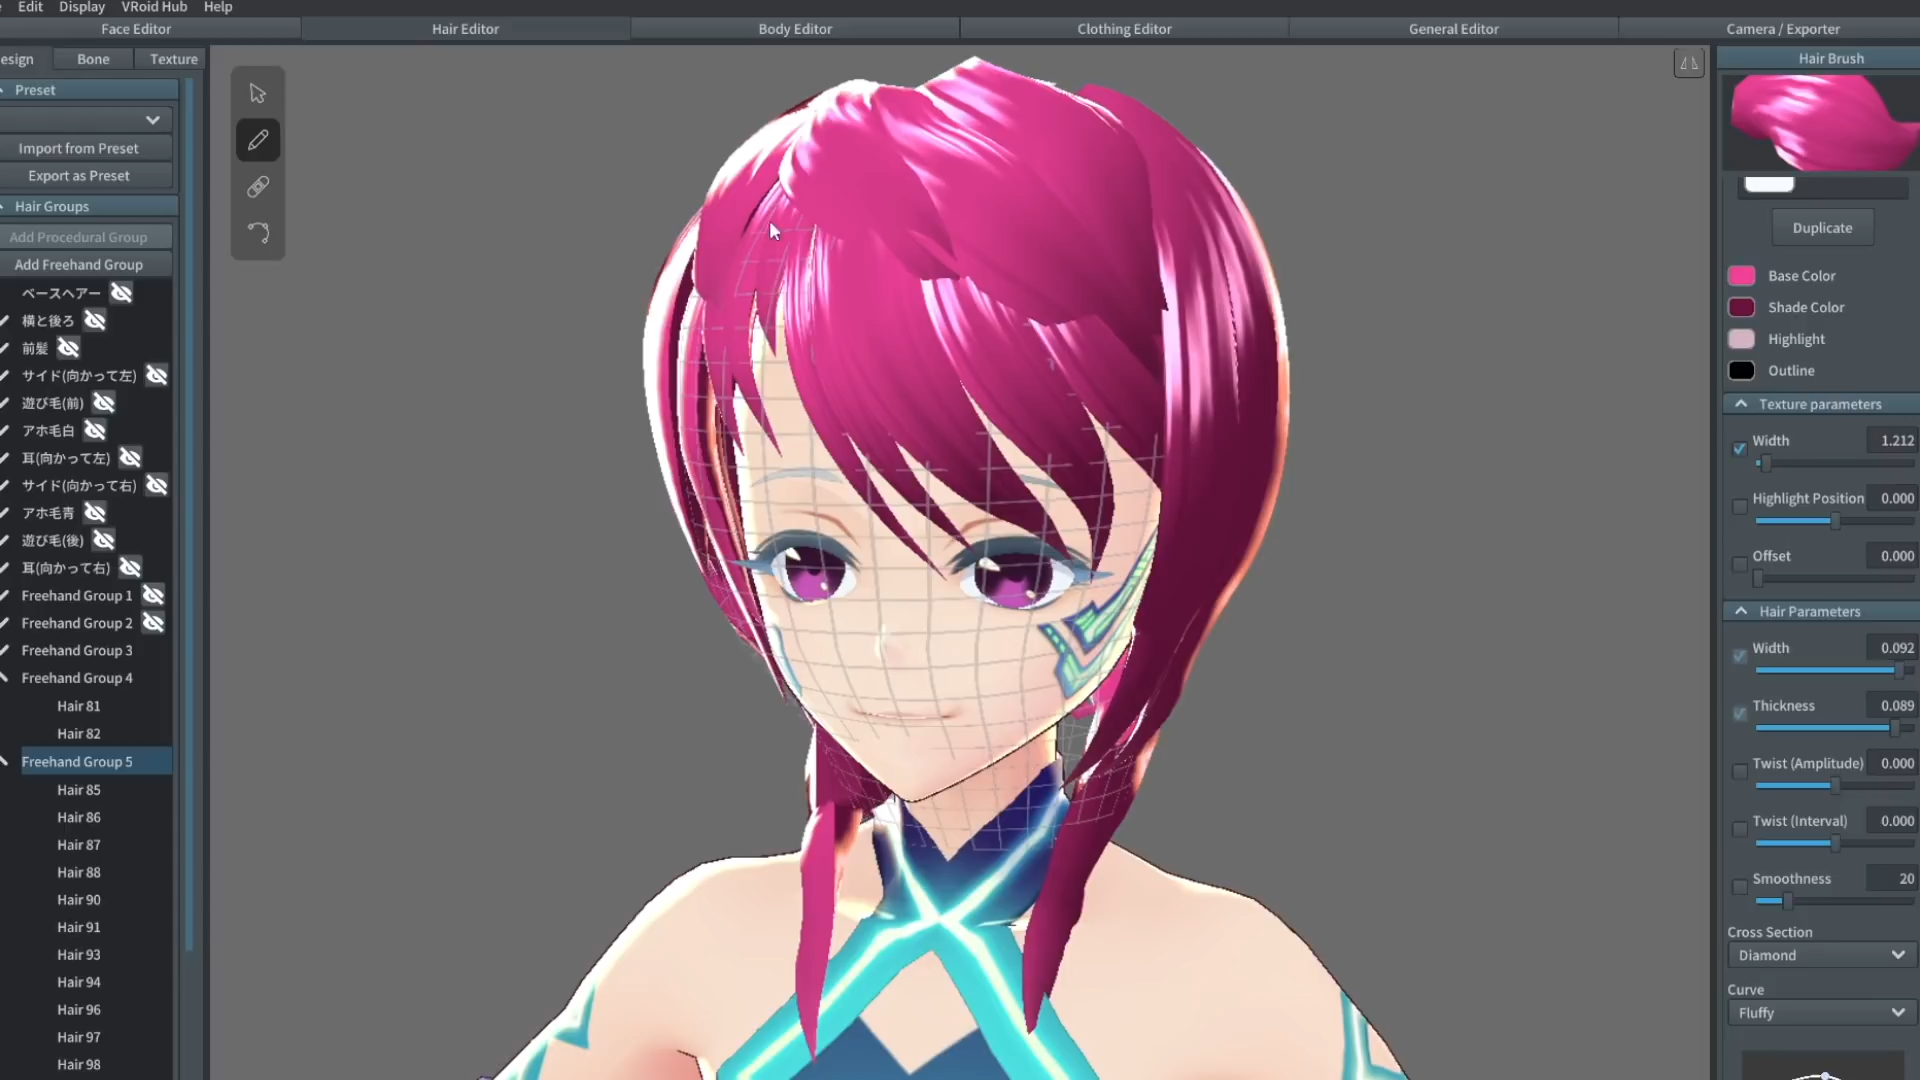 Edit Display VRoid Hub Help
Face Editor Hair Editor Body Editor Clothing Editor General Editor Camera / Exporter
esign Bone Texture
Preset
Import from Preset
Export as Preset
Hair Groups
Add Procedural Group
Add Freehand Group
ベースヘアー
横と後ろ
前髪
サイド(向かって左)
遊び毛(前)
アホ毛白
耳(向かって左)
サイド(向かって右)
アホ毛青
遊び毛(後)
耳(向かって右)
Freehand Group 1
Freehand Group 2
Freehand Group 3
Freehand Group 4
Hair 81
Hair 82
Freehand Group 5
Hair 85
Hair 86
Hair 87
Hair 88
Hair 90
Hair 91
Hair 93
Hair 94
Hair 96
Hair 97
Hair 98
Hair Brush
Duplicate
Base Color
Shade Color
Highlight
Outline
Texture parameters
Width 1.212
Highlight Position 0.000
Offset 0.000
Hair Parameters
Width 0.092
Thickness 0.089
Twist (Amplitude) 0.000
Twist (Interval) 0.000
Smoothness 20
Cross Section
Diamond
Curve
Fluffy